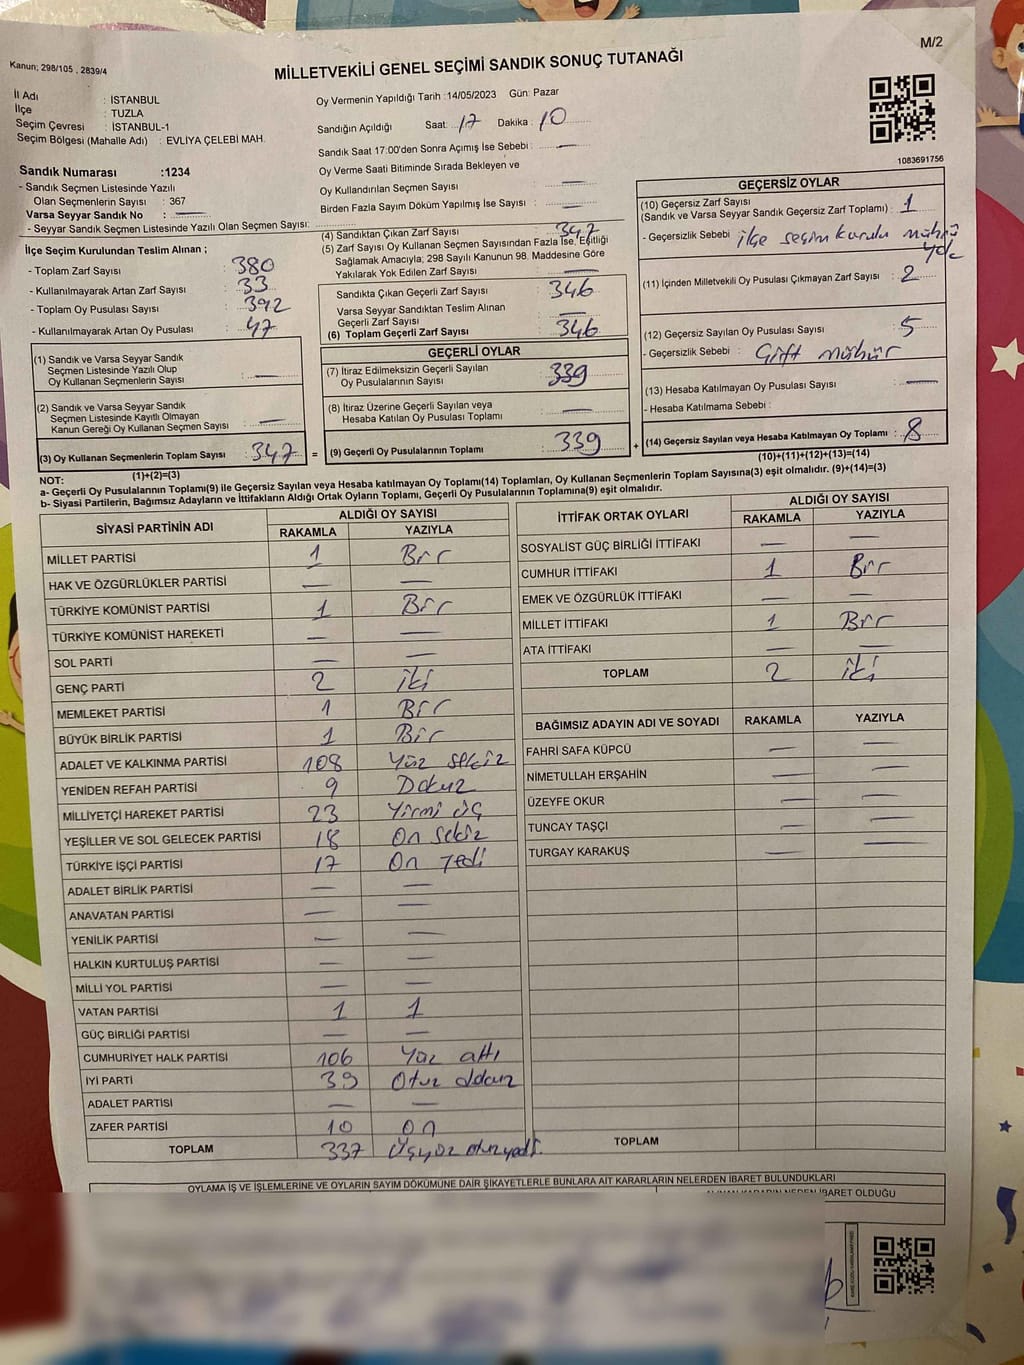 Kanun; 298/105 , 2839/4
MİLLETVEKİLİ GENEL SEÇİMİ SANDIK SONUÇ TUTANAĞI
M/2
İl Adı : İSTANBUL
İlçe : TUZLA
Seçim Çevresi : İSTANBUL-1
Seçim Bölgesi (Mahalle Adı) : EVLİYA ÇELEBİ MAH.
Sandık Numarası :1234
- Sandık Seçmen Listesinde Yazılı
Olan Seçmenlerin Sayısı : 367
Varsa Seyyar Sandık No : —
- Seyyar Sandık Seçmen Listesinde Yazılı Olan Seçmen Sayısı:
Oy Vermenin Yapıldığı Tarih :14/05/2023 Gün: Pazar
Sandığın Açıldığı Saat: 17 Dakika : 10
Sandık Saat 17:00'den Sonra Açımış İse Sebebi : —
Oy Verme Saati Bitiminde Sırada Bekleyen ve
Oy Kullandırılan Seçmen Sayısı : —
Birden Fazla Sayım Döküm Yapılmış İse Sayısı : —
1083691756
İlçe Seçim Kurulundan Teslim Alınan ;
- Toplam Zarf Sayısı : 380
- Kullanılmayarak Artan Zarf Sayısı : 33
- Toplam Oy Pusulası : 392
- Kullanılmayarak Artan Oy Pusulası : 47
(1) Sandık ve Varsa Seyyar Sandık
Seçmen Listesinde Yazılı Olup
Oy Kullanan Seçmenlerin Sayısı : —
(2) Sandık ve Varsa Seyyar Sandık
Seçmen Listesinde Kayıtlı Olmayan
Kanun Gereği Oy Kullanan Seçmen Sayısı : —
(3) Oy Kullanan Seçmenlerin Toplam Sayısı : 347 =
(1)+(2)=(3)
(4) Sandıktan Çıkan Zarf Sayısı : 347
(5) Zarf Sayısı Oy Kullanan Seçmen Sayısından Fazla İse, Eşitliği
Sağlamak Amacıyla; 298 Sayılı Kanunun 98. Maddesine Göre
Yakılarak Yok Edilen Zarf Sayısı : —
Sandıkta Çıkan Geçerli Zarf Sayısı : 346
Varsa Seyyar Sandıktan Teslim Alınan
Geçerli Zarf Sayısı : —
(6) Toplam Geçerli Zarf Sayısı : 346
GEÇERLİ OYLAR
(7) İtiraz Edilmeksizin Geçerli Sayılan
Oy Pusulalarının Sayısı : 339
(8) İtiraz Üzerine Geçerli Sayılan veya
Hesaba Katılan Oy Pusulası Toplamı : —
(9) Geçerli Oy Pusulalarının Toplamı : 339 +
GEÇERSİZ OYLAR
(10) Geçersiz Zarf Sayısı
(Sandık ve Varsa Seyyar Sandık Geçersiz Zarf Toplamı) : 1
- Geçersizlik Sebebi : ilçe seçim kurulu mührü
yok
(11) İçinden Milletvekili Oy Pusulası Çıkmayan Zarf Sayısı : 2
(12) Geçersiz Sayılan Oy Pusulası Sayısı : 5
- Geçersizlik Sebebi : Çift mühür
(13) Hesaba Katılmayan Oy Pusulası Sayısı : —
- Hesaba Katılmama Sebebi :
(14) Geçersiz Sayılan veya Hesaba Katılmayan Oy Toplamı : 8
(10)+(11)+(12)+(13)=(14)
NOT:
a- Geçerli Oy Pusulalarının Toplamı(9) ile Geçersiz Sayılan veya Hesaba katılmayan Oy Toplamı(14) Toplamları, Oy Kullanan Seçmenlerin Toplam Sayısına(3) eşit olmalıdır. (9)+(14)=(3)
b- Siyasi Partilerin, Bağımsız Adayların ve İttifakların Aldığı Ortak Oyların Toplamı, Geçerli Oy Pusulalarının Toplamına(9) eşit olmalıdır.
SİYASİ PARTİNİN ADI ALDIĞI OY SAYISI
RAKAMLA YAZIYLA
MİLLET PARTİSİ 1 Bir
HAK VE ÖZGÜRLÜKLER PARTİSİ — —
TÜRKİYE KOMÜNİST PARTİSİ 1 Bir
TÜRKİYE KOMÜNİST HAREKETİ — —
SOL PARTİ — —
GENÇ PARTİ 2 iki
MEMLEKET PARTİSİ 1 Bir
BÜYÜK BİRLİK PARTİSİ 1 Bir
ADALET VE KALKINMA PARTİSİ 108 Yüz sekiz
YENİDEN REFAH PARTİSİ 9 Dokuz
MİLLİYETÇİ HAREKET PARTİSİ 23 Yirmi üç
YEŞİLLER VE SOL GELECEK PARTİSİ 18 On sekiz
TÜRKİYE İŞÇİ PARTİSİ 17 On yedi
ADALET BİRLİK PARTİSİ — —
ANAVATAN PARTİSİ — —
YENİLİK PARTİSİ — —
HALKIN KURTULUŞ PARTİSİ — —
MİLLİ YOL PARTİSİ — —
VATAN PARTİSİ 1 1
GÜÇ BİRLİĞİ PARTİSİ — —
CUMHURİYET HALK PARTİSİ 106 Yüz altı
İYİ PARTİ 39 Otuz dokuz
ADALET PARTİSİ — —
ZAFER PARTİSİ 10 on
TOPLAM 337 Üçyüz otuzyedi.
İTTİFAK ORTAK OYLARI ALDIĞI OY SAYISI
RAKAMLA YAZIYLA
SOSYALİST GÜÇ BİRLİĞİ İTTİFAKI — —
CUMHUR İTTİFAKI 1 Bir
EMEK VE ÖZGÜRLÜK İTTİFAKI — —
MİLLET İTTİFAKI 1 Bir
ATA İTTİFAKI — —
TOPLAM 2 iki
BAĞIMSIZ ADAYIN ADI VE SOYADI RAKAMLA YAZIYLA
FAHRİ SAFA KÜPCÜ — —
NİMETULLAH ERŞAHİN — —
ÜZEYFE OKUR — —
TUNCAY TAŞÇI — —
TURGAY KARAKUŞ — —
TOPLAM
OYLAMA İŞ VE İŞLEMLERİNE VE OYLARIN SAYIM DÖKÜMÜNE DAİR ŞİKAYETLERLE BUNLARA AİT KARARLARIN NELERDEN İBARET BULUNDUKLARI
NEDEN İBARET OLDUĞU